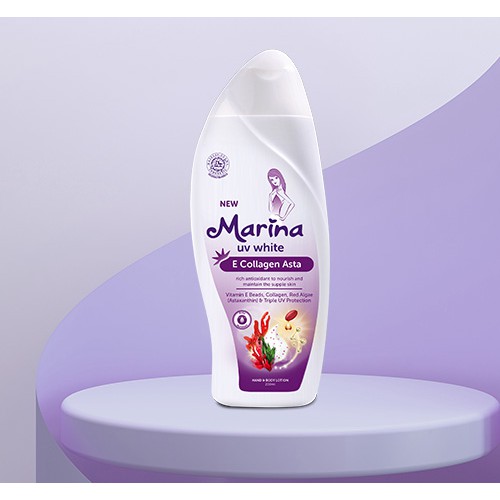 NEW
Marina
uv white
E Collagen Asta
rich antioxidant to nourish and
maintain the supple skin
Vitamin E Beads, Collagen, Red Algae
(Astaxanthin) & Triple UV Protection
HAND & BODY LOTION